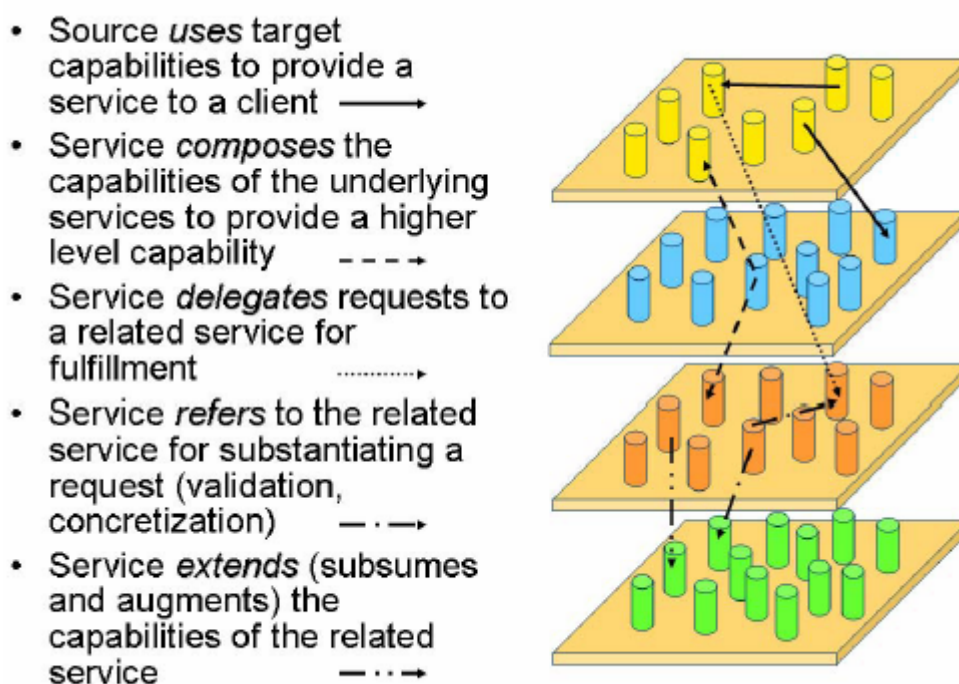 • Source uses target
capabilities to provide a
service to a client
• Service composes the
capabilities of the underlying
services to provide a higher
level capability
• Service delegates requests to
a related service for
fulfillment
• Service refers to the related
service for substantiating a
request (validation,
concretization)
• Service extends (subsumes
and augments) the
capabilities of the related
service